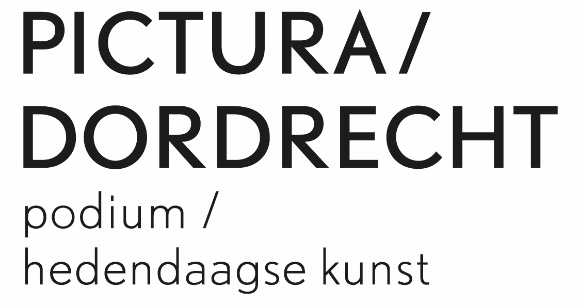 PICTURA/
DORDRECHT
podium /
hedendaagse kunst